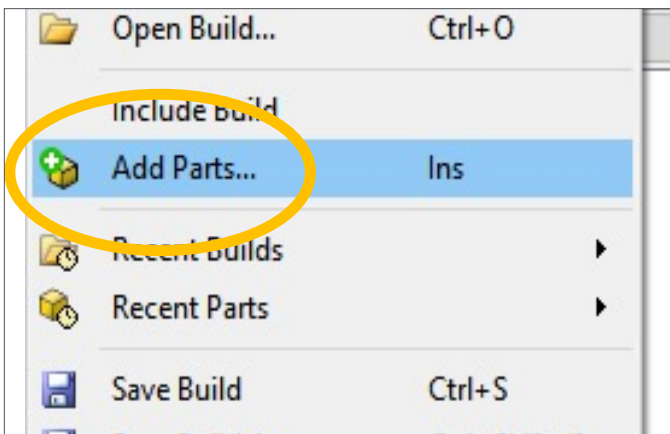 Open Build... Ctrl+O
Include Build
Add Parts... Ins
Recent Builds
Recent Parts
Save Build Ctrl+S